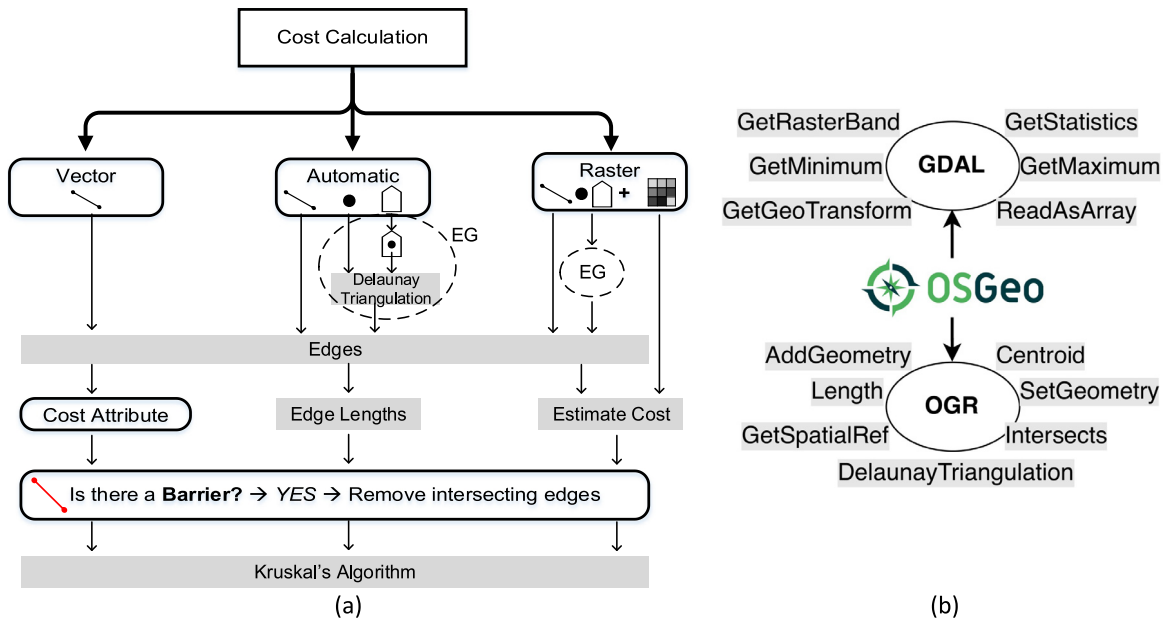 Cost Calculation
Vector
Automatic
Raster
+
EG
Delaunay
Triangulation
EG
Edges
Cost Attribute
Edge Lengths
Estimate Cost
Is there a Barrier? → YES → Remove intersecting edges
Kruskal's Algorithm
(a)
GetRasterBand
GetStatistics
GetMinimum
GDAL
GetMaximum
GetGeoTransform
ReadAsArray
OSGeo
AddGeometry
Centroid
Length
SetGeometry
OGR
GetSpatialRef
Intersects
DelaunayTriangulation
(b)